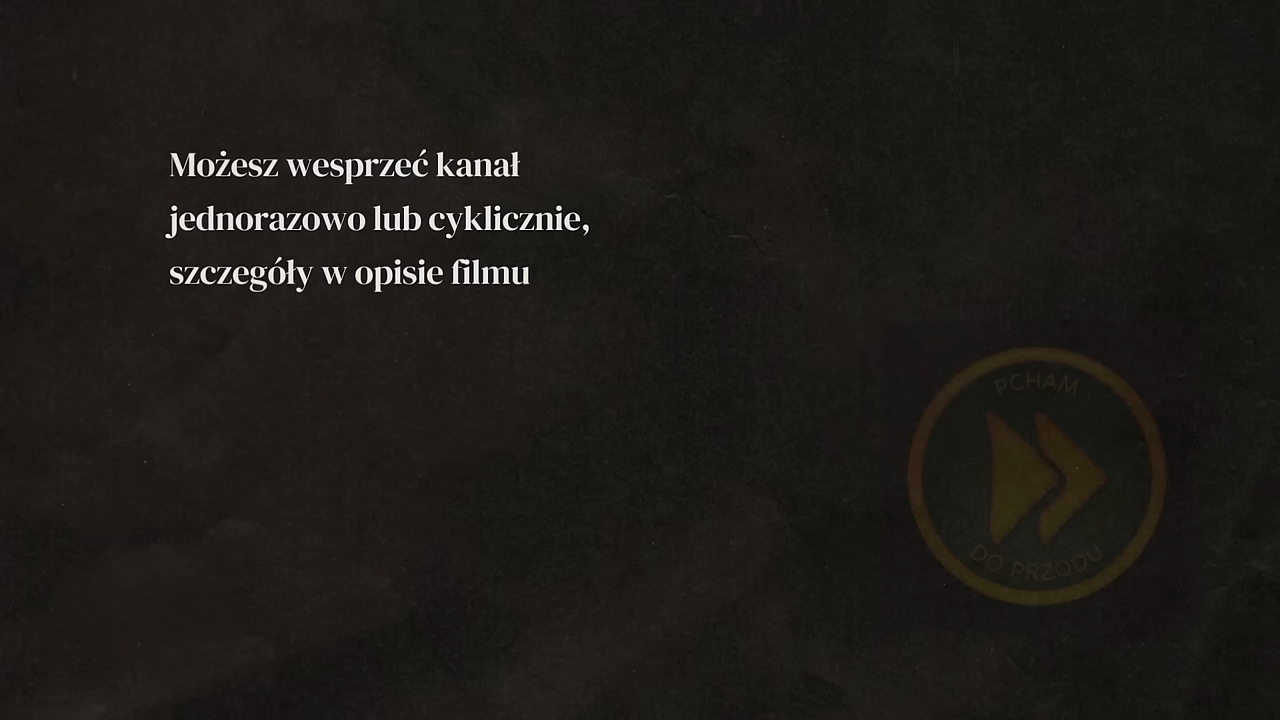 Możesz wesprzeć kanał
jednorazowo lub cyklicznie,
szczegóły w opisie filmu
PCHAM
DO PRZODU